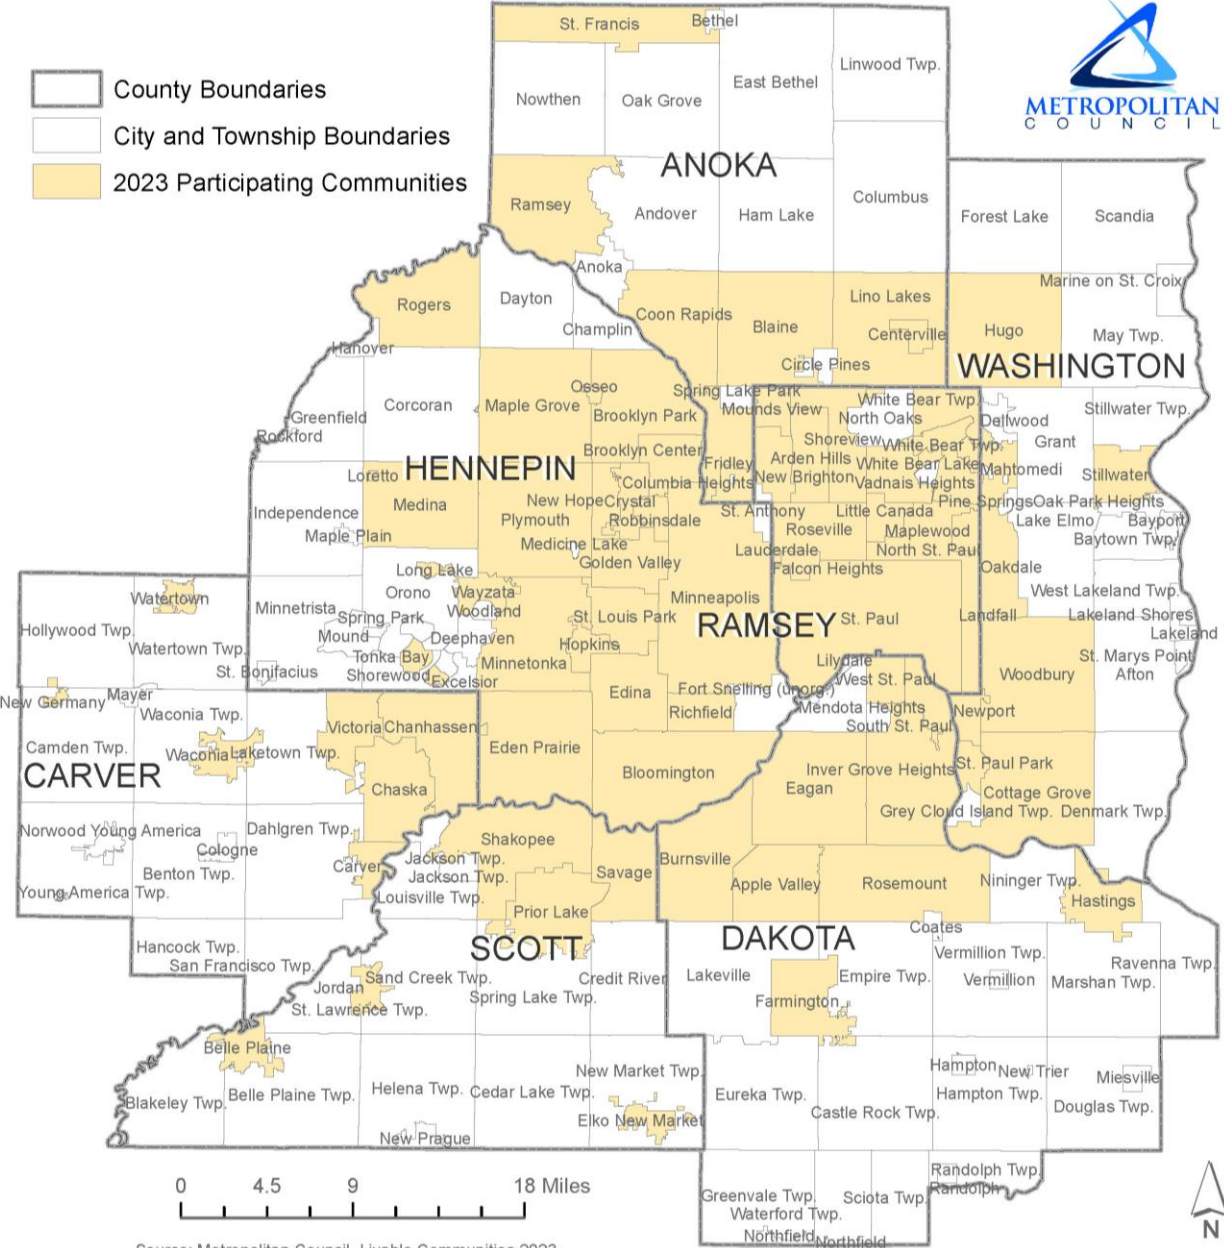 St. Francis
Bethel
Linwood Twp.
East Bethel
Nowthen
Oak Grove
METROPOLITAN
COUNCIL
County Boundaries
City and Township Boundaries
2023 Participating Communities
ANOKA
Ramsey
Andover
Ham Lake
Columbus
Forest Lake
Scandia
Anoka
Marine on St. Croix
Rogers
Dayton
Lino Lakes
Coon Rapids
Blaine
Centerville
Hugo
May Twp.
Champlin
Hanover
Circle Pines
WASHINGTON
Osseo
Spring Lake Park
White Bear Twp.
Corcoran
Maple Grove
Brooklyn Park
Mounds View
North Oaks
Dellwood
Stillwater Twp.
Greenfield
Rockford
Shoreview
White Bear Twp.
Grant
Brooklyn Center
Arden Hills
White Bear Lake
Mahtomedi
HENNEPIN
Fridley
Loretto
Columbia Heights
New Brighton
Vadnais Heights
Stillwater
Medina
New Hope
Crystal
Pine Springs
Oak Park Heights
Independence
Plymouth
Robbinsdale
St. Anthony
Little Canada
Lake Elmo
Bayport
Maple Plain
Roseville
Maplewood
Baytown Twp.
Medicine Lake
Lauderdale
North St. Paul
Golden Valley
Falcon Heights
Oakdale
Long Lake
Orono
Wayzata
Minneapolis
West Lakeland Twp.
Watertown
Minnetrista
Woodland
Spring Park
St. Louis Park
RAMSEY
St. Paul
Landfall
Lakeland Shores
Hollywood Twp.
Mound
Deephaven
Lakeland
Watertown Twp.
Hopkins
Tonka Bay
Minnetonka
Lilydale
St. Marys Point
St. Bonifacius
Shorewood
Excelsior
West St. Paul
Woodbury
Afton
New Germany
Mayer
Edina
Fort Snelling (unorg.)
Waconia Twp.
Richfield
Mendota Heights
Newport
Victoria
Chanhassen
South St. Paul
Camden Twp.
Waconia
Laketown Twp.
Eden Prairie
CARVER
Bloomington
Inver Grove Heights
St. Paul Park
Chaska
Eagan
Cottage Grove
Grey Cloud Island Twp.
Denmark Twp.
Norwood Young America
Dahlgren Twp.
Shakopee
Cologne
Jackson Twp.
Burnsville
Benton Twp.
Carver
Jackson Twp.
Savage
Apple Valley
Rosemount
Nininger Twp.
Young America Twp.
Louisville Twp.
Hastings
Prior Lake
Coates
Hancock Twp.
SCOTT
DAKOTA
Vermillion Twp.
San Francisco Twp.
Ravenna Twp.
Sand Creek Twp.
Credit River
Lakeville
Empire Twp.
Vermillion
Marshan Twp.
Jordan
Spring Lake Twp.
Farmington
St. Lawrence Twp.
Belle Plaine
New Market Twp.
Hampton
New Trier
Miesville
Blakeley Twp.
Belle Plaine Twp.
Helena Twp.
Cedar Lake Twp.
Eureka Twp.
Hampton Twp.
Castle Rock Twp.
Douglas Twp.
Elko New Market
New Prague
Randolph Twp.
Randolph
0 4.5 9 18 Miles
Greenvale Twp.
Sciota Twp.
Waterford Twp.
Northfield
Northfield
N
Source: Metropolitan Council, Livable Communities 2023